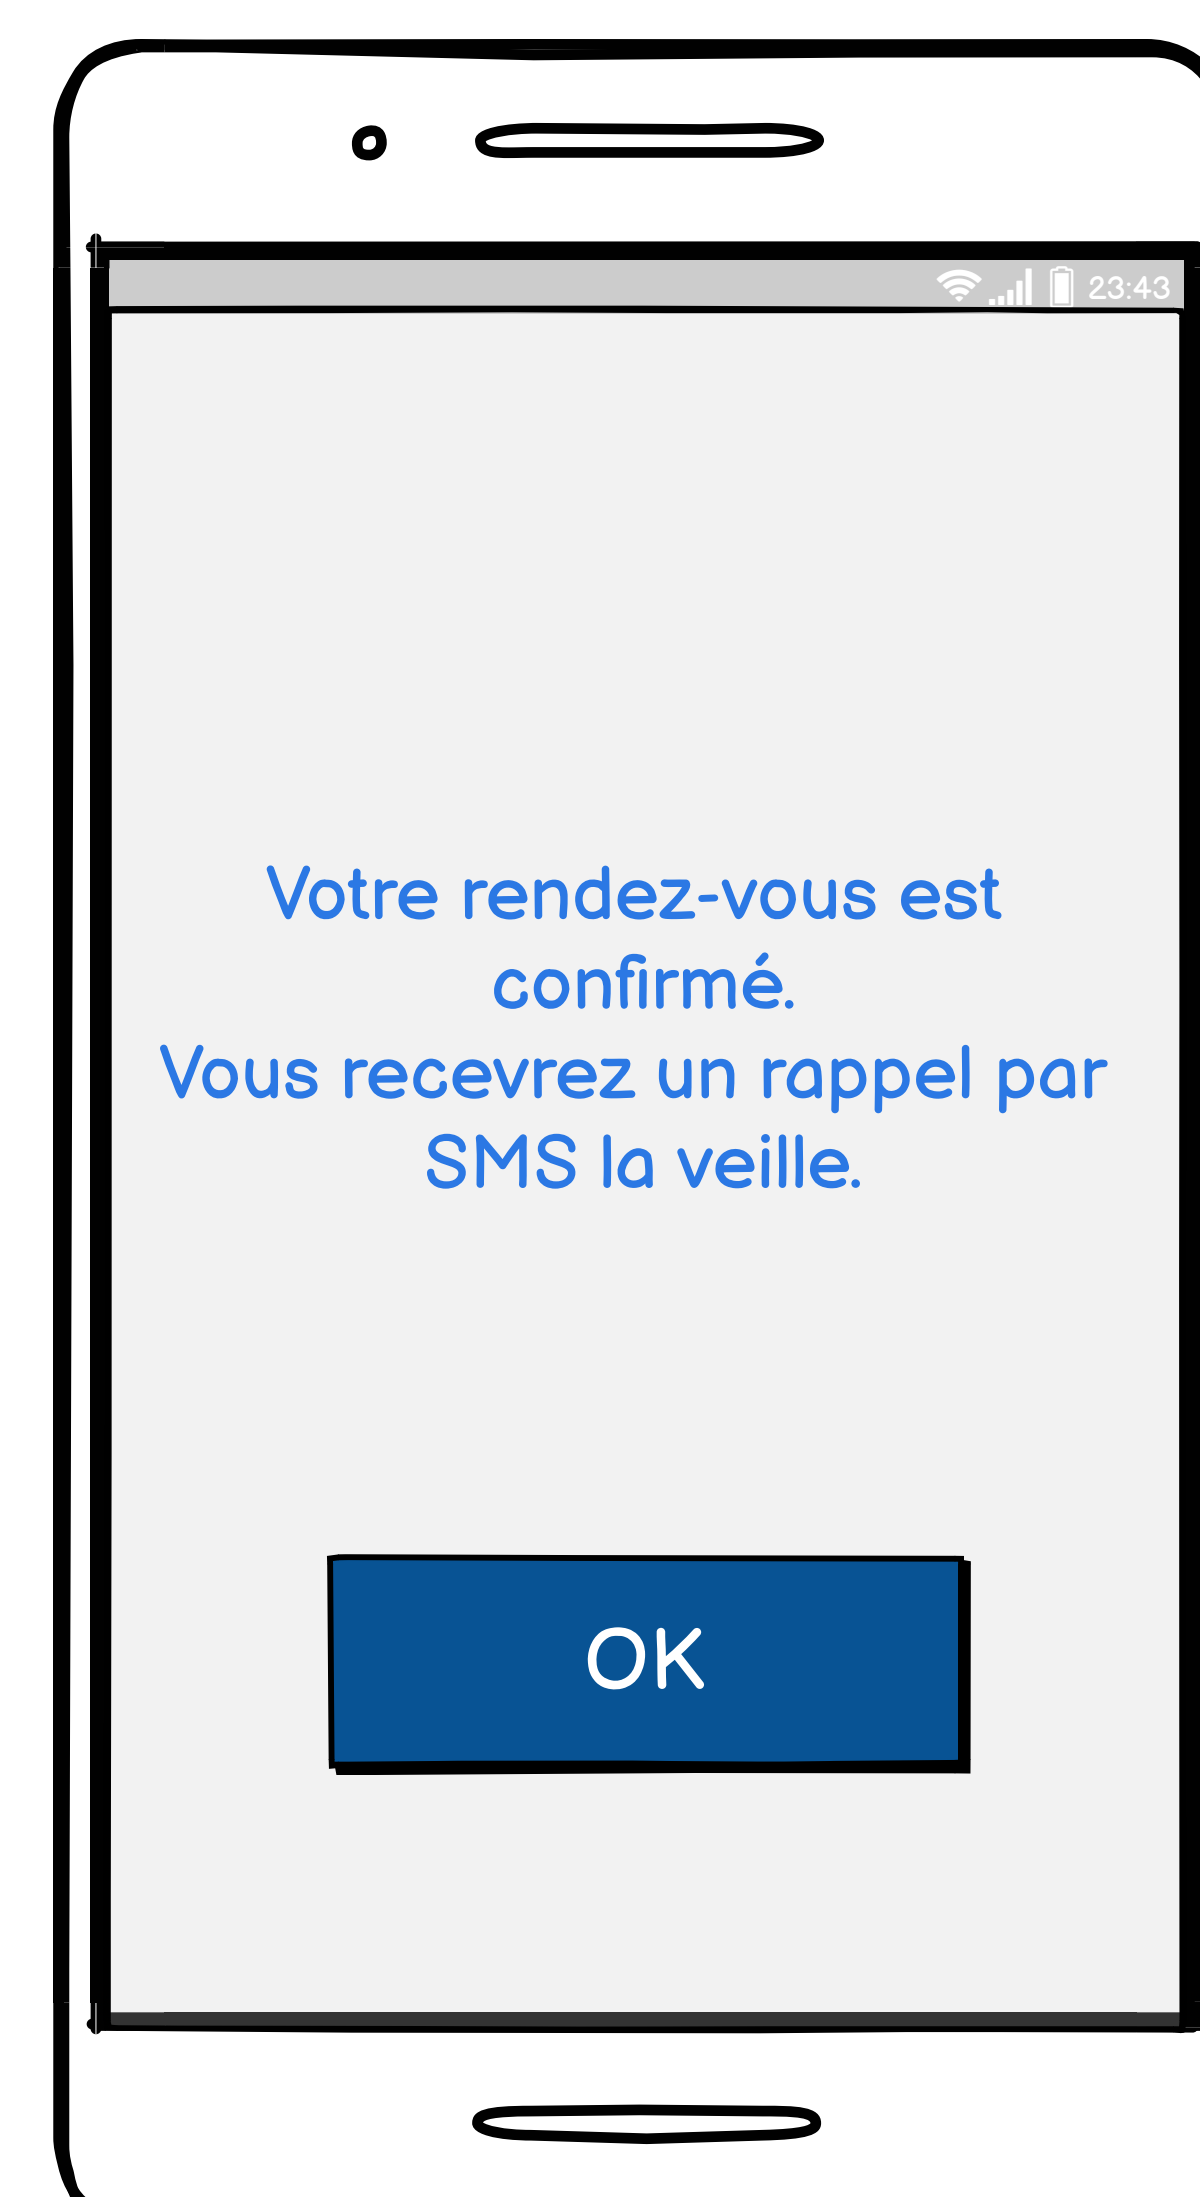 23:43
Votre rendez-vous est
confirmé.
Vous recevrez un rappel par
SMS la veille.
OK